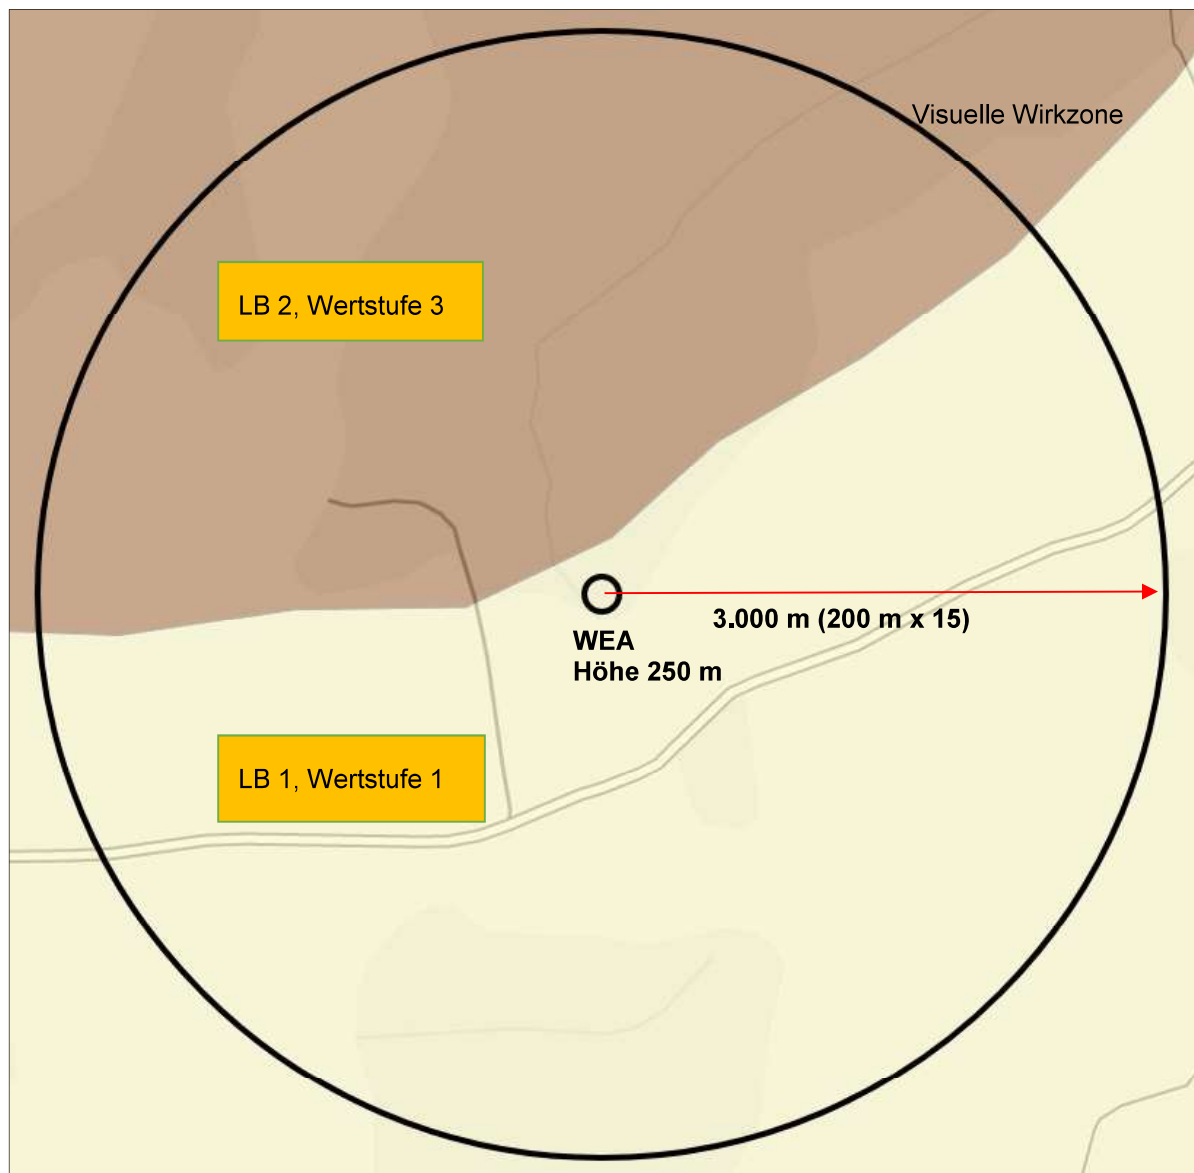 Visuelle Wirkzone
LB 2, Wertstufe 3
3.000 m (200 m x 15)
WEA
Höhe 250 m
LB 1, Wertstufe 1